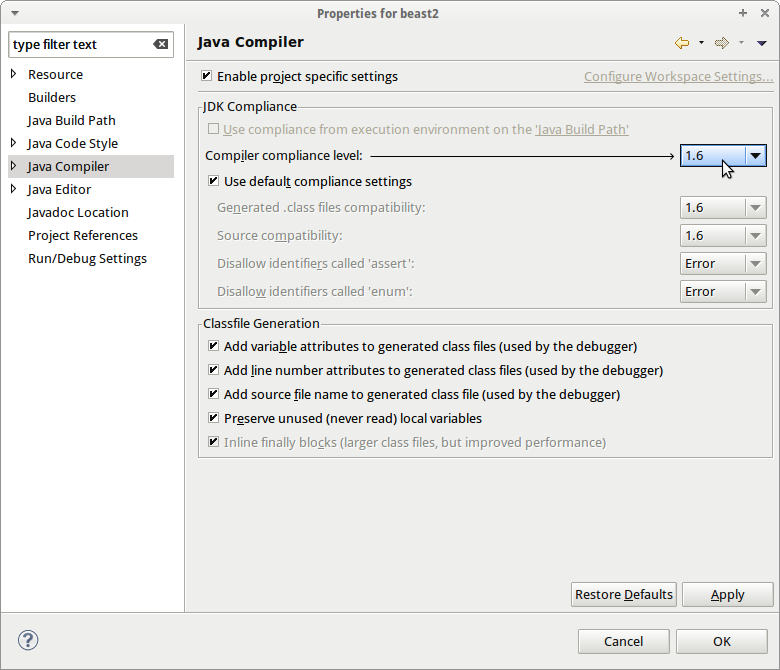 Properties for beast2
type filter text
Resource
Builders
Java Build Path
Java Code Style
Java Compiler
Java Editor
Javadoc Location
Project References
Run/Debug Settings
Java Compiler
Enable project specific settings
Configure Workspace Settings...
JDK Compliance
Use compliance from execution environment on the 'Java Build Path'
Compiler compliance level:
1.6
Use default compliance settings
Generated .class files compatibility:
1.6
Source compatibility:
1.6
Disallow identifiers called 'assert':
Error
Disallow identifiers called 'enum':
Error
Classfile Generation
Add variable attributes to generated class files (used by the debugger)
Add line number attributes to generated class files (used by the debugger)
Add source file name to generated class file (used by the debugger)
Preserve unused (never read) local variables
Inline finally blocks (larger class files, but improved performance)
Restore Defaults
Apply
?
Cancel
OK